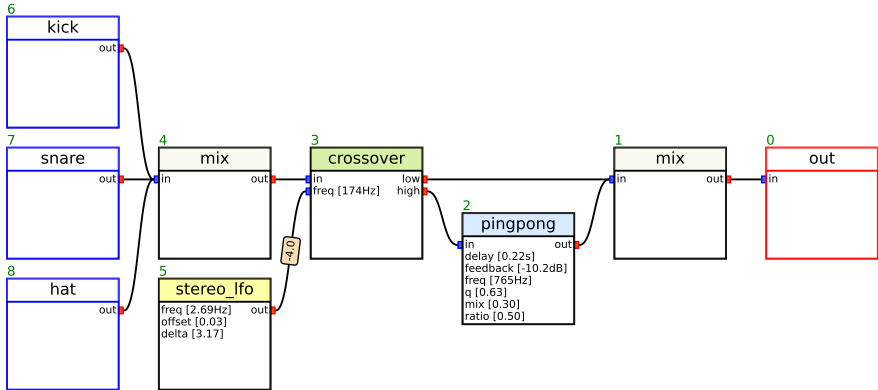 6
kick
out
7
snare
out
8
hat
out
4
mix
in out
5
stereo_lfo
freq [2.69Hz] out
offset [0.03]
delta [3.17]
-4.0
3
crossover
in low
freq [174Hz] high
2
pingpong
in out
delay [0.22s]
feedback [-10.2dB]
freq [765Hz]
q [0.63]
mix [0.30]
ratio [0.50]
1
mix
in out
0
out
in